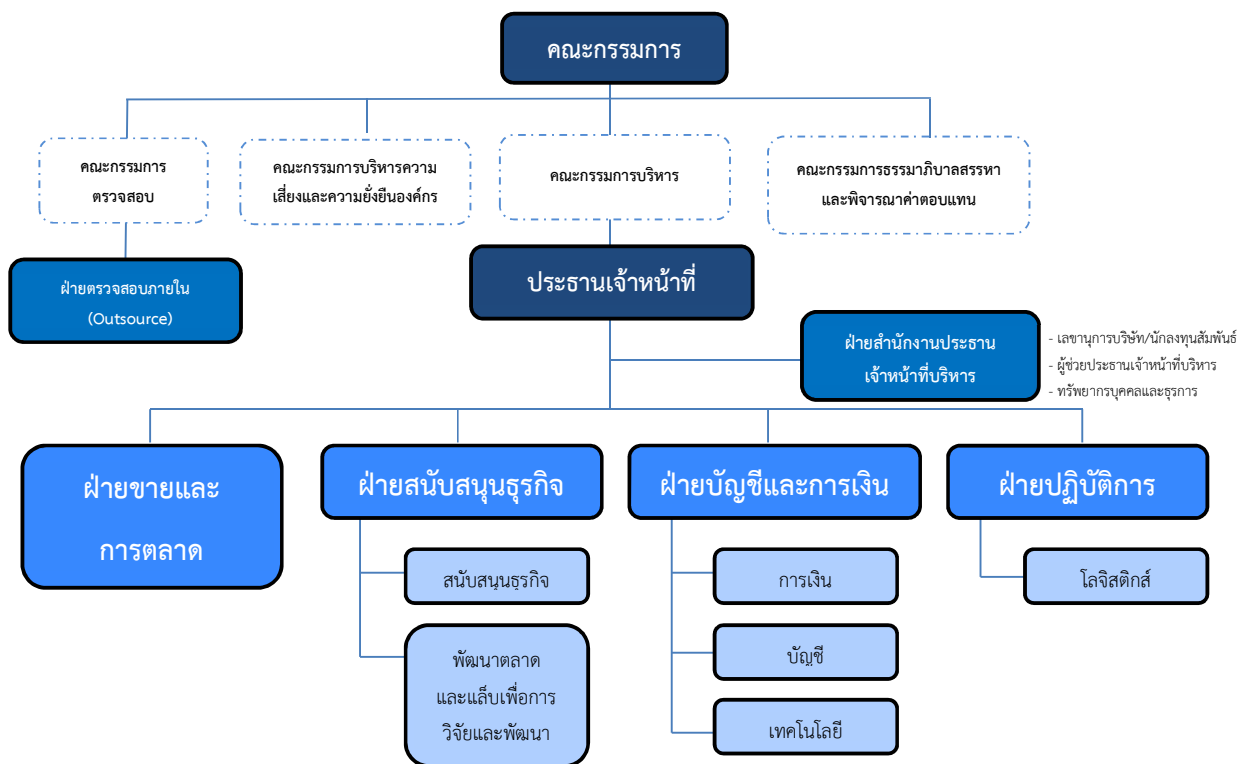 คณะกรรมการ
คณะกรรมการ
ตรวจสอบ
คณะกรรมการบริหารความ
เสี่ยงและความยั่งยืนองค์กร
คณะกรรมการบริหาร
คณะกรรมการธรรมาภิบาลสรรหา
และพิจารณาค่าตอบแทน
ฝ่ายตรวจสอบภายใน
(Outsource)
ประธานเจ้าหน้าที่
ฝ่ายสำนักงานประธาน
เจ้าหน้าที่บริหาร
- เลขานุการบริษัท/นักลงทุนสัมพันธ์
- ผู้ช่วยประธานเจ้าหน้าที่บริหาร
- ทรัพยากรบุคคลและธุรการ
ฝ่ายขายและ
การตลาด
ฝ่ายสนับสนุนธุรกิจ
ฝ่ายบัญชีและการเงิน
ฝ่ายปฏิบัติการ
สนับสนุนธุรกิจ
การเงิน
โลจิสติกส์
พัฒนาตลาด
และแล็บเพื่อการ
วิจัยและพัฒนา
บัญชี
เทคโนโลยี